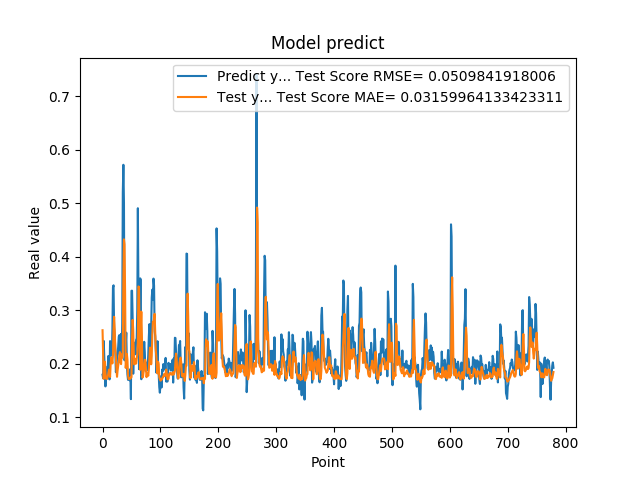 Model predict
Predict y... Test Score RMSE= 0.0509841918006
Test y... Test Score MAE= 0.03159964133423311
0.7
0.6
0.5
0.4
0.3
0.2
0.1
Real value
0 100 200 300 400 500 600 700 800
Point